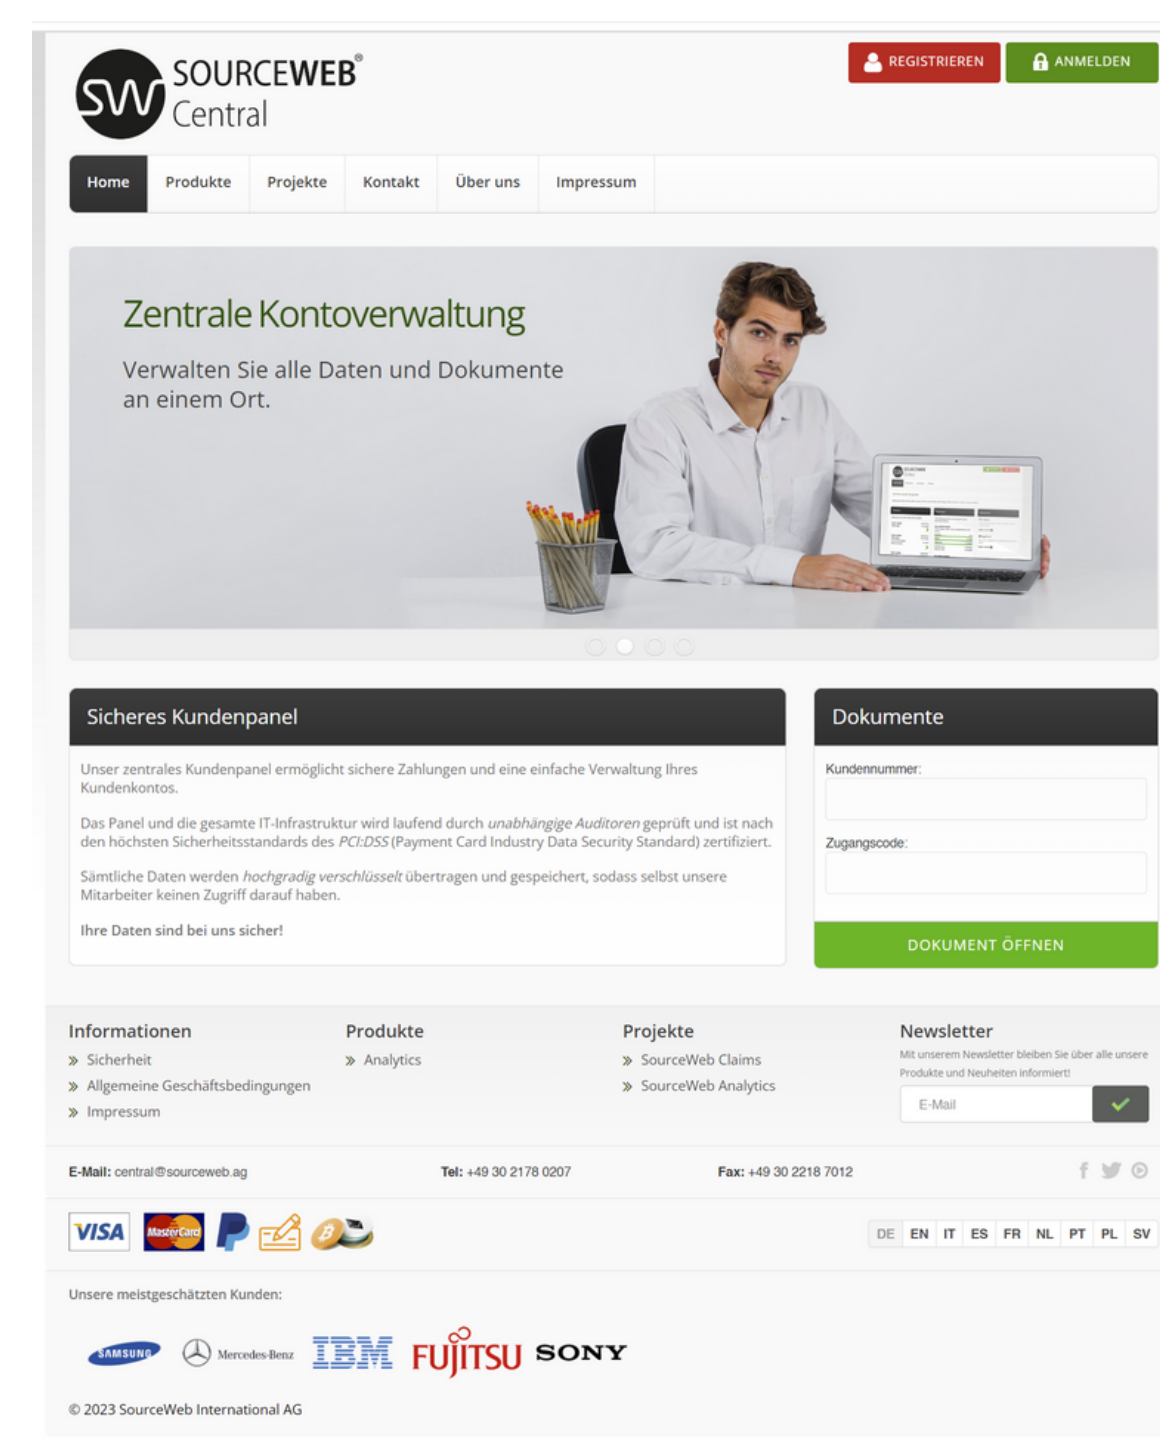 SW SOURCEWEB®
Central
REGISTRIEREN
ANMELDEN
Home Produkte Projekte Kontakt Über uns Impressum
Zentrale Kontoverwaltung
Verwalten Sie alle Daten und Dokumente
an einem Ort.
Sicheres Kundenpanel
Unser zentrales Kundenpanel ermöglicht sichere Zahlungen und eine einfache Verwaltung Ihres
Kundenkontos.
Das Panel und die gesamte IT-Infrastruktur wird laufend durch unabhängige Auditoren geprüft und ist nach
den höchsten Sicherheitsstandards des PCI:DSS (Payment Card Industry Data Security Standard) zertifiziert.
Sämtliche Daten werden hochgradig verschlüsselt übertragen und gespeichert, sodass selbst unsere
Mitarbeiter keinen Zugriff darauf haben.
Ihre Daten sind bei uns sicher!
Dokumente
Kundennummer:
Zugangscode:
DOKUMENT ÖFFNEN
Informationen
» Sicherheit
» Allgemeine Geschäftsbedingungen
» Impressum
Produkte
» Analytics
Projekte
» SourceWeb Claims
» SourceWeb Analytics
Newsletter
Mit unserem Newsletter bleiben Sie über alle unsere
Produkte und Neuheiten informiert!
E-Mail
E-Mail: central@sourceweb.ag Tel: +49 30 2178 0207 Fax: +49 30 2218 7012
VISA MasterCard
DE EN IT ES FR NL PT PL SV
Unsere meistgeschätzten Kunden:
SAMSUNG Mercedes-Benz IBM FUJITSU SONY
© 2023 SourceWeb International AG